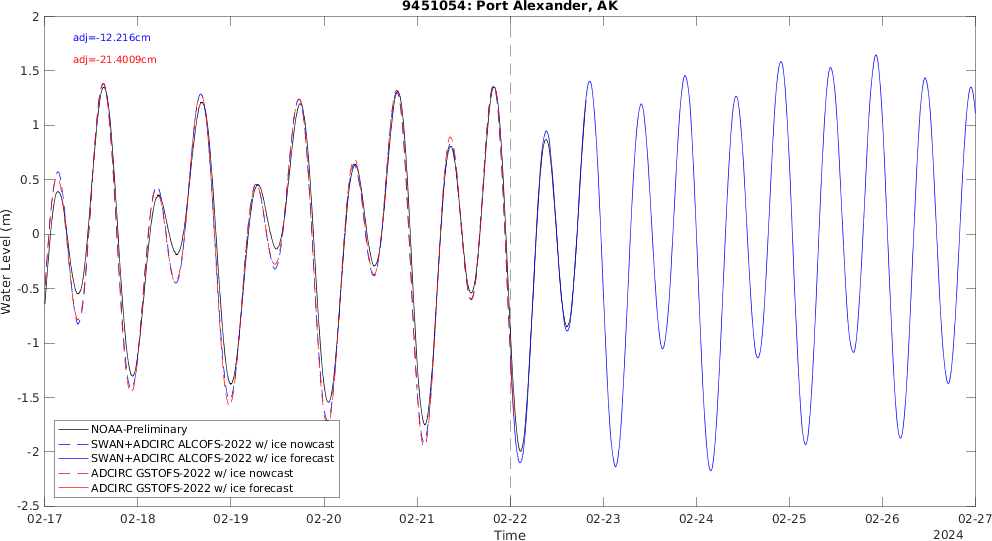 9451054: Port Alexander, AK
adj=-12.216cm
adj=-21.4009cm
2
1.5
1
0.5
0
-0.5
-1
-1.5
-2
-2.5
Water Level (m)
NOAA-Preliminary
SWAN+ADCIRC ALCOFS-2022 w/ ice nowcast
SWAN+ADCIRC ALCOFS-2022 w/ ice forecast
ADCIRC GSTOFS-2022 w/ ice nowcast
ADCIRC GSTOFS-2022 w/ ice forecast
02-17 02-18 02-19 02-20 02-21 02-22 02-23 02-24 02-25 02-26 02-27
Time
2024